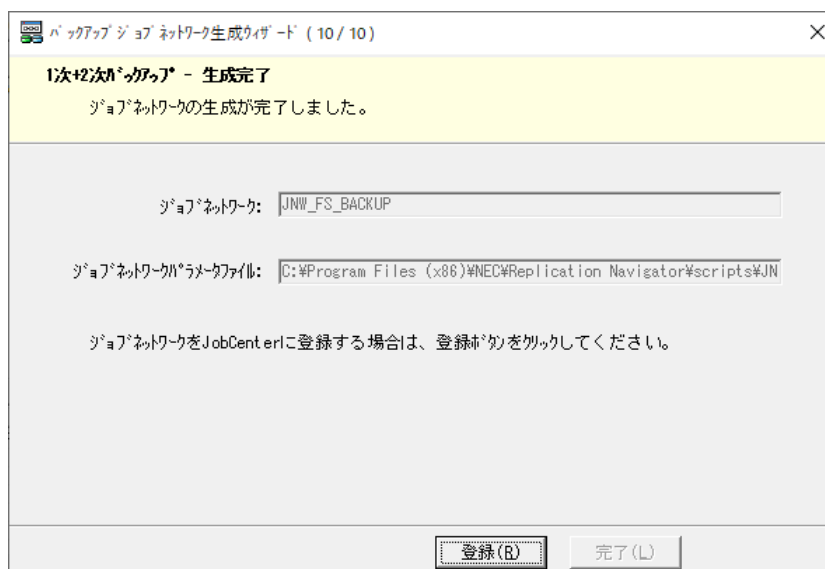 バックアップジョブネットワーク生成ウィザード ( 10 / 10 )
1次+2次バックアップ - 生成完了
ジョブネットワークの生成が完了しました。
ジョブネットワーク: JNW_FS_BACKUP
ジョブネットワークパラメータファイル: C:¥Program Files (x86)¥NEC¥Replication Navigator¥scripts¥JN
ジョブネットワークをJobCenterに登録する場合は、登録ボタンをクリックしてください。
登録(R) 完了(L)